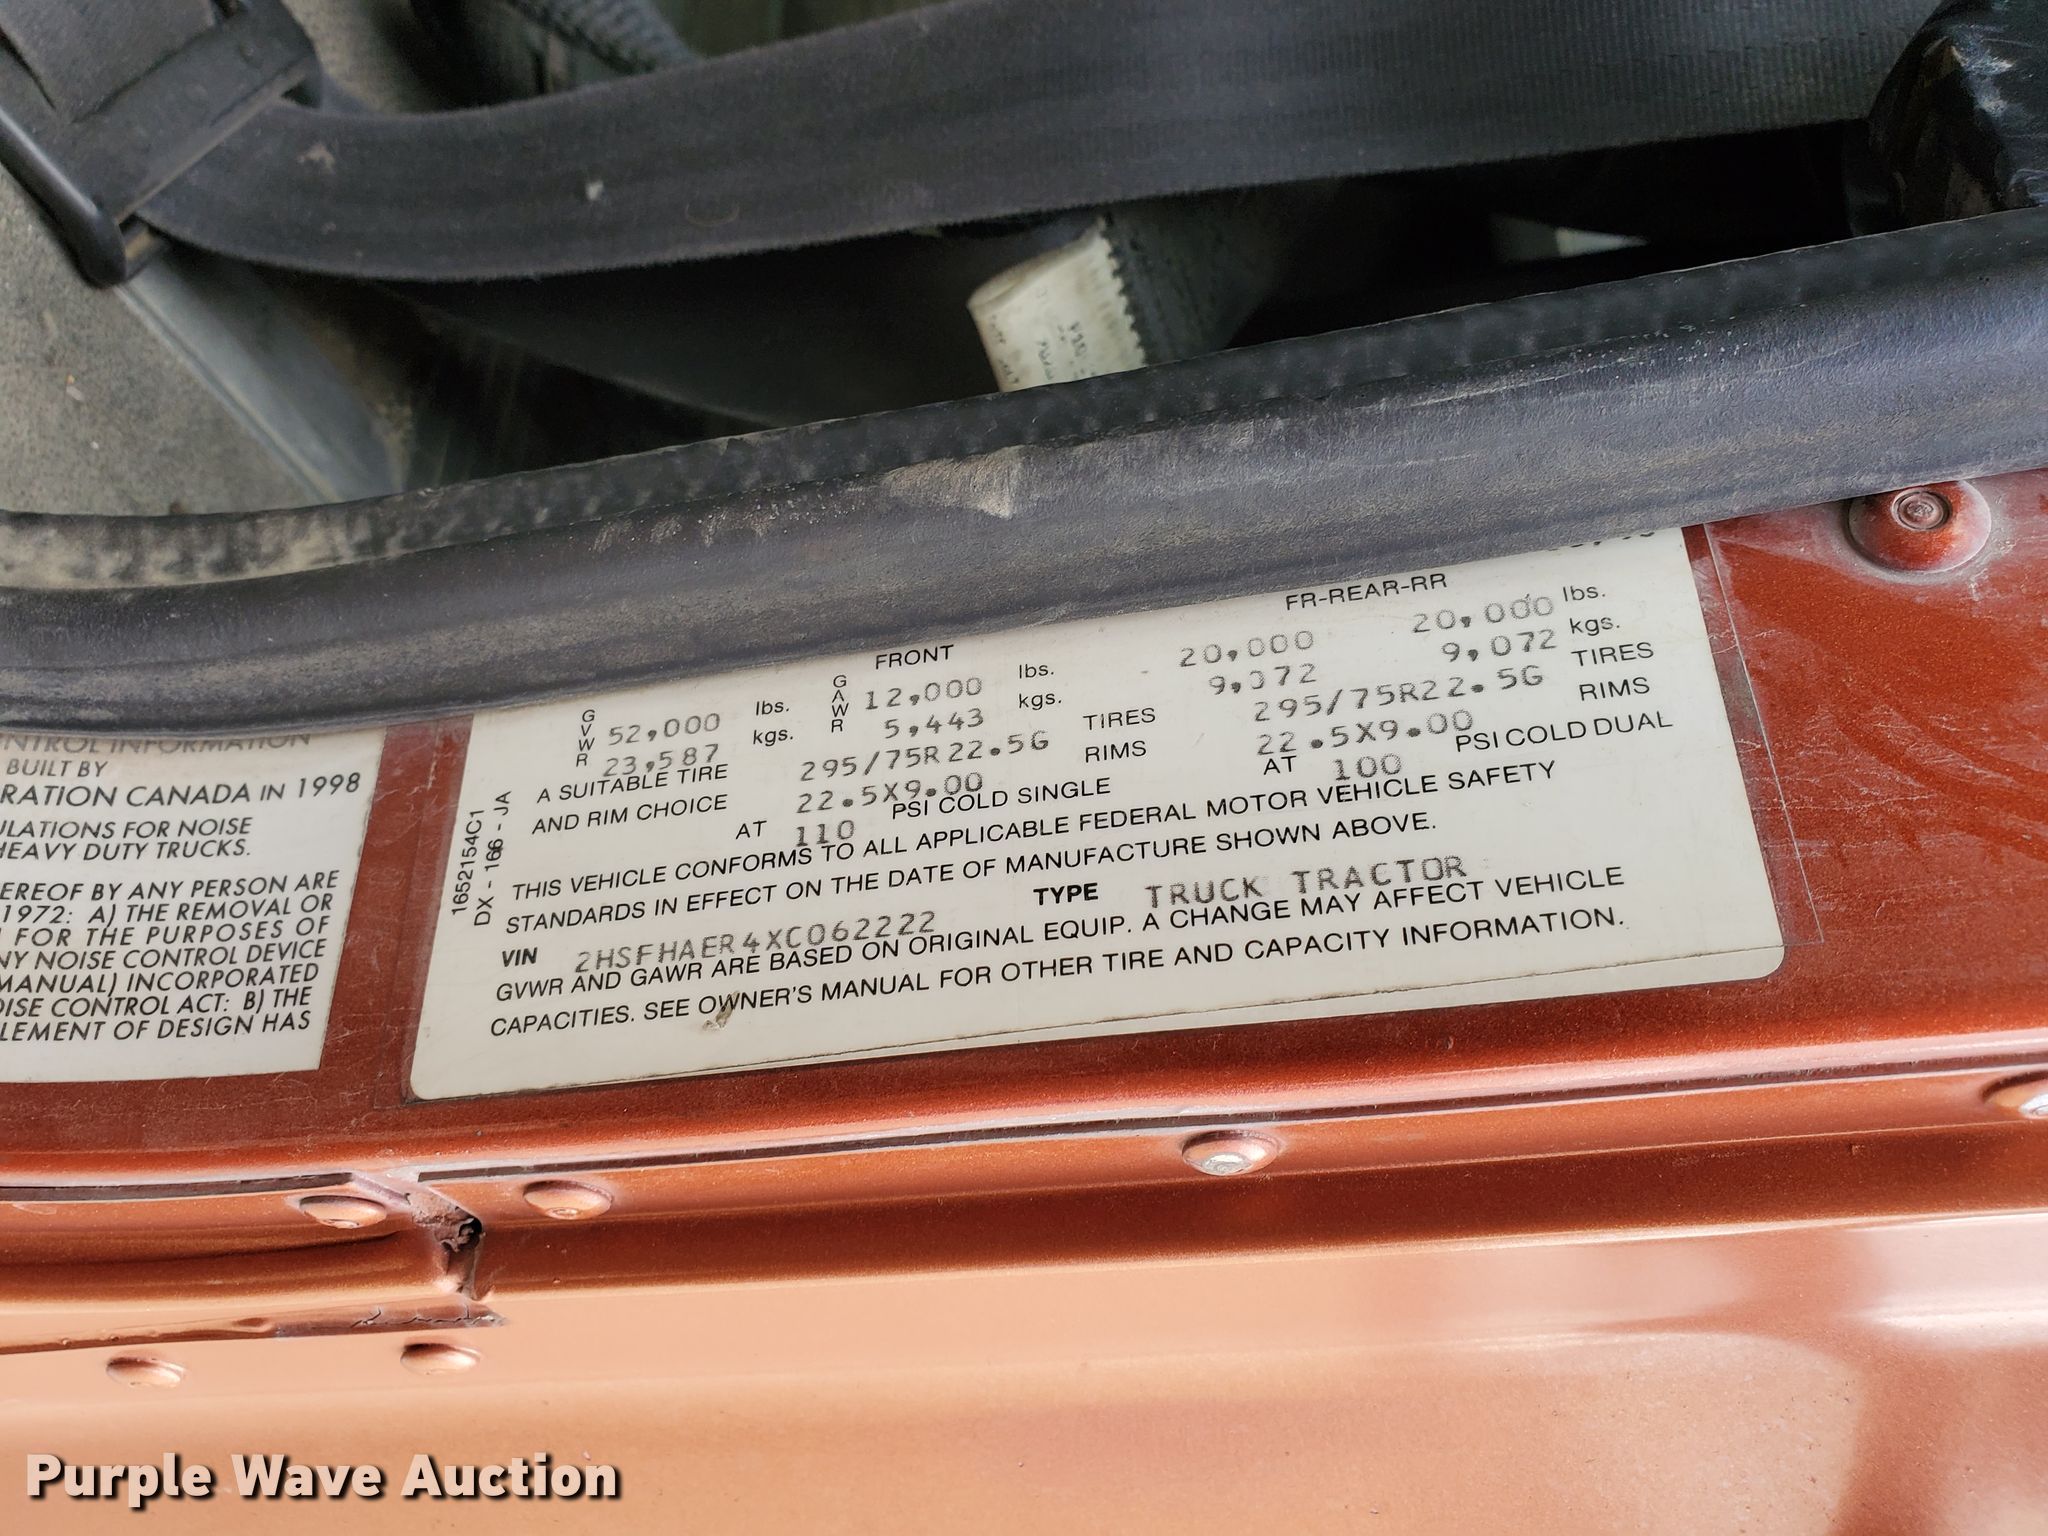 FR-REAR-RR
FRONT
GVWR 52,000 lbs. GAWR 12,000 lbs. 20,000 20,000 lbs.
23,587 kgs. 5,443 kgs. 9,072 9,072 kgs.
A SUITABLE TIRE 295/75R22.5G TIRES 295/75R22.5G TIRES
AND RIM CHOICE 22.5X9.00 RIMS 22.5X9.00 RIMS
AT 110 PSI COLD SINGLE AT 100 PSI COLD DUAL
THIS VEHICLE CONFORMS TO ALL APPLICABLE FEDERAL MOTOR VEHICLE SAFETY
STANDARDS IN EFFECT ON THE DATE OF MANUFACTURE SHOWN ABOVE.
VIN 2HSFHAER4XC062222 TYPE TRUCK TRACTOR
GVWR AND GAWR ARE BASED ON ORIGINAL EQUIP. A CHANGE MAY AFFECT VEHICLE
CAPACITIES. SEE OWNER'S MANUAL FOR OTHER TIRE AND CAPACITY INFORMATION.
1652154C1
DX - 166 - JA
INFORMATION
BUILT BY
RATION CANADA IN 1998
ULATIONS FOR NOISE
HEAVY DUTY TRUCKS.
EREOF BY ANY PERSON ARE
1972: A) THE REMOVAL OR
FOR THE PURPOSES OF
NY NOISE CONTROL DEVICE
MANUAL) INCORPORATED
OISE CONTROL ACT: B) THE
LEMENT OF DESIGN HAS
Purple Wave Auction